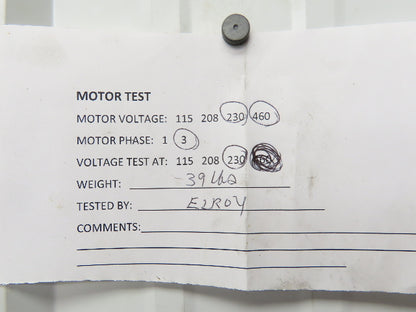 MOTOR TEST
MOTOR VOLTAGE: 115 208 230 460
MOTOR PHASE: 1 3
VOLTAGE TEST AT: 115 208 230
WEIGHT: 39 lbs
TESTED BY: ELROY
COMMENTS: